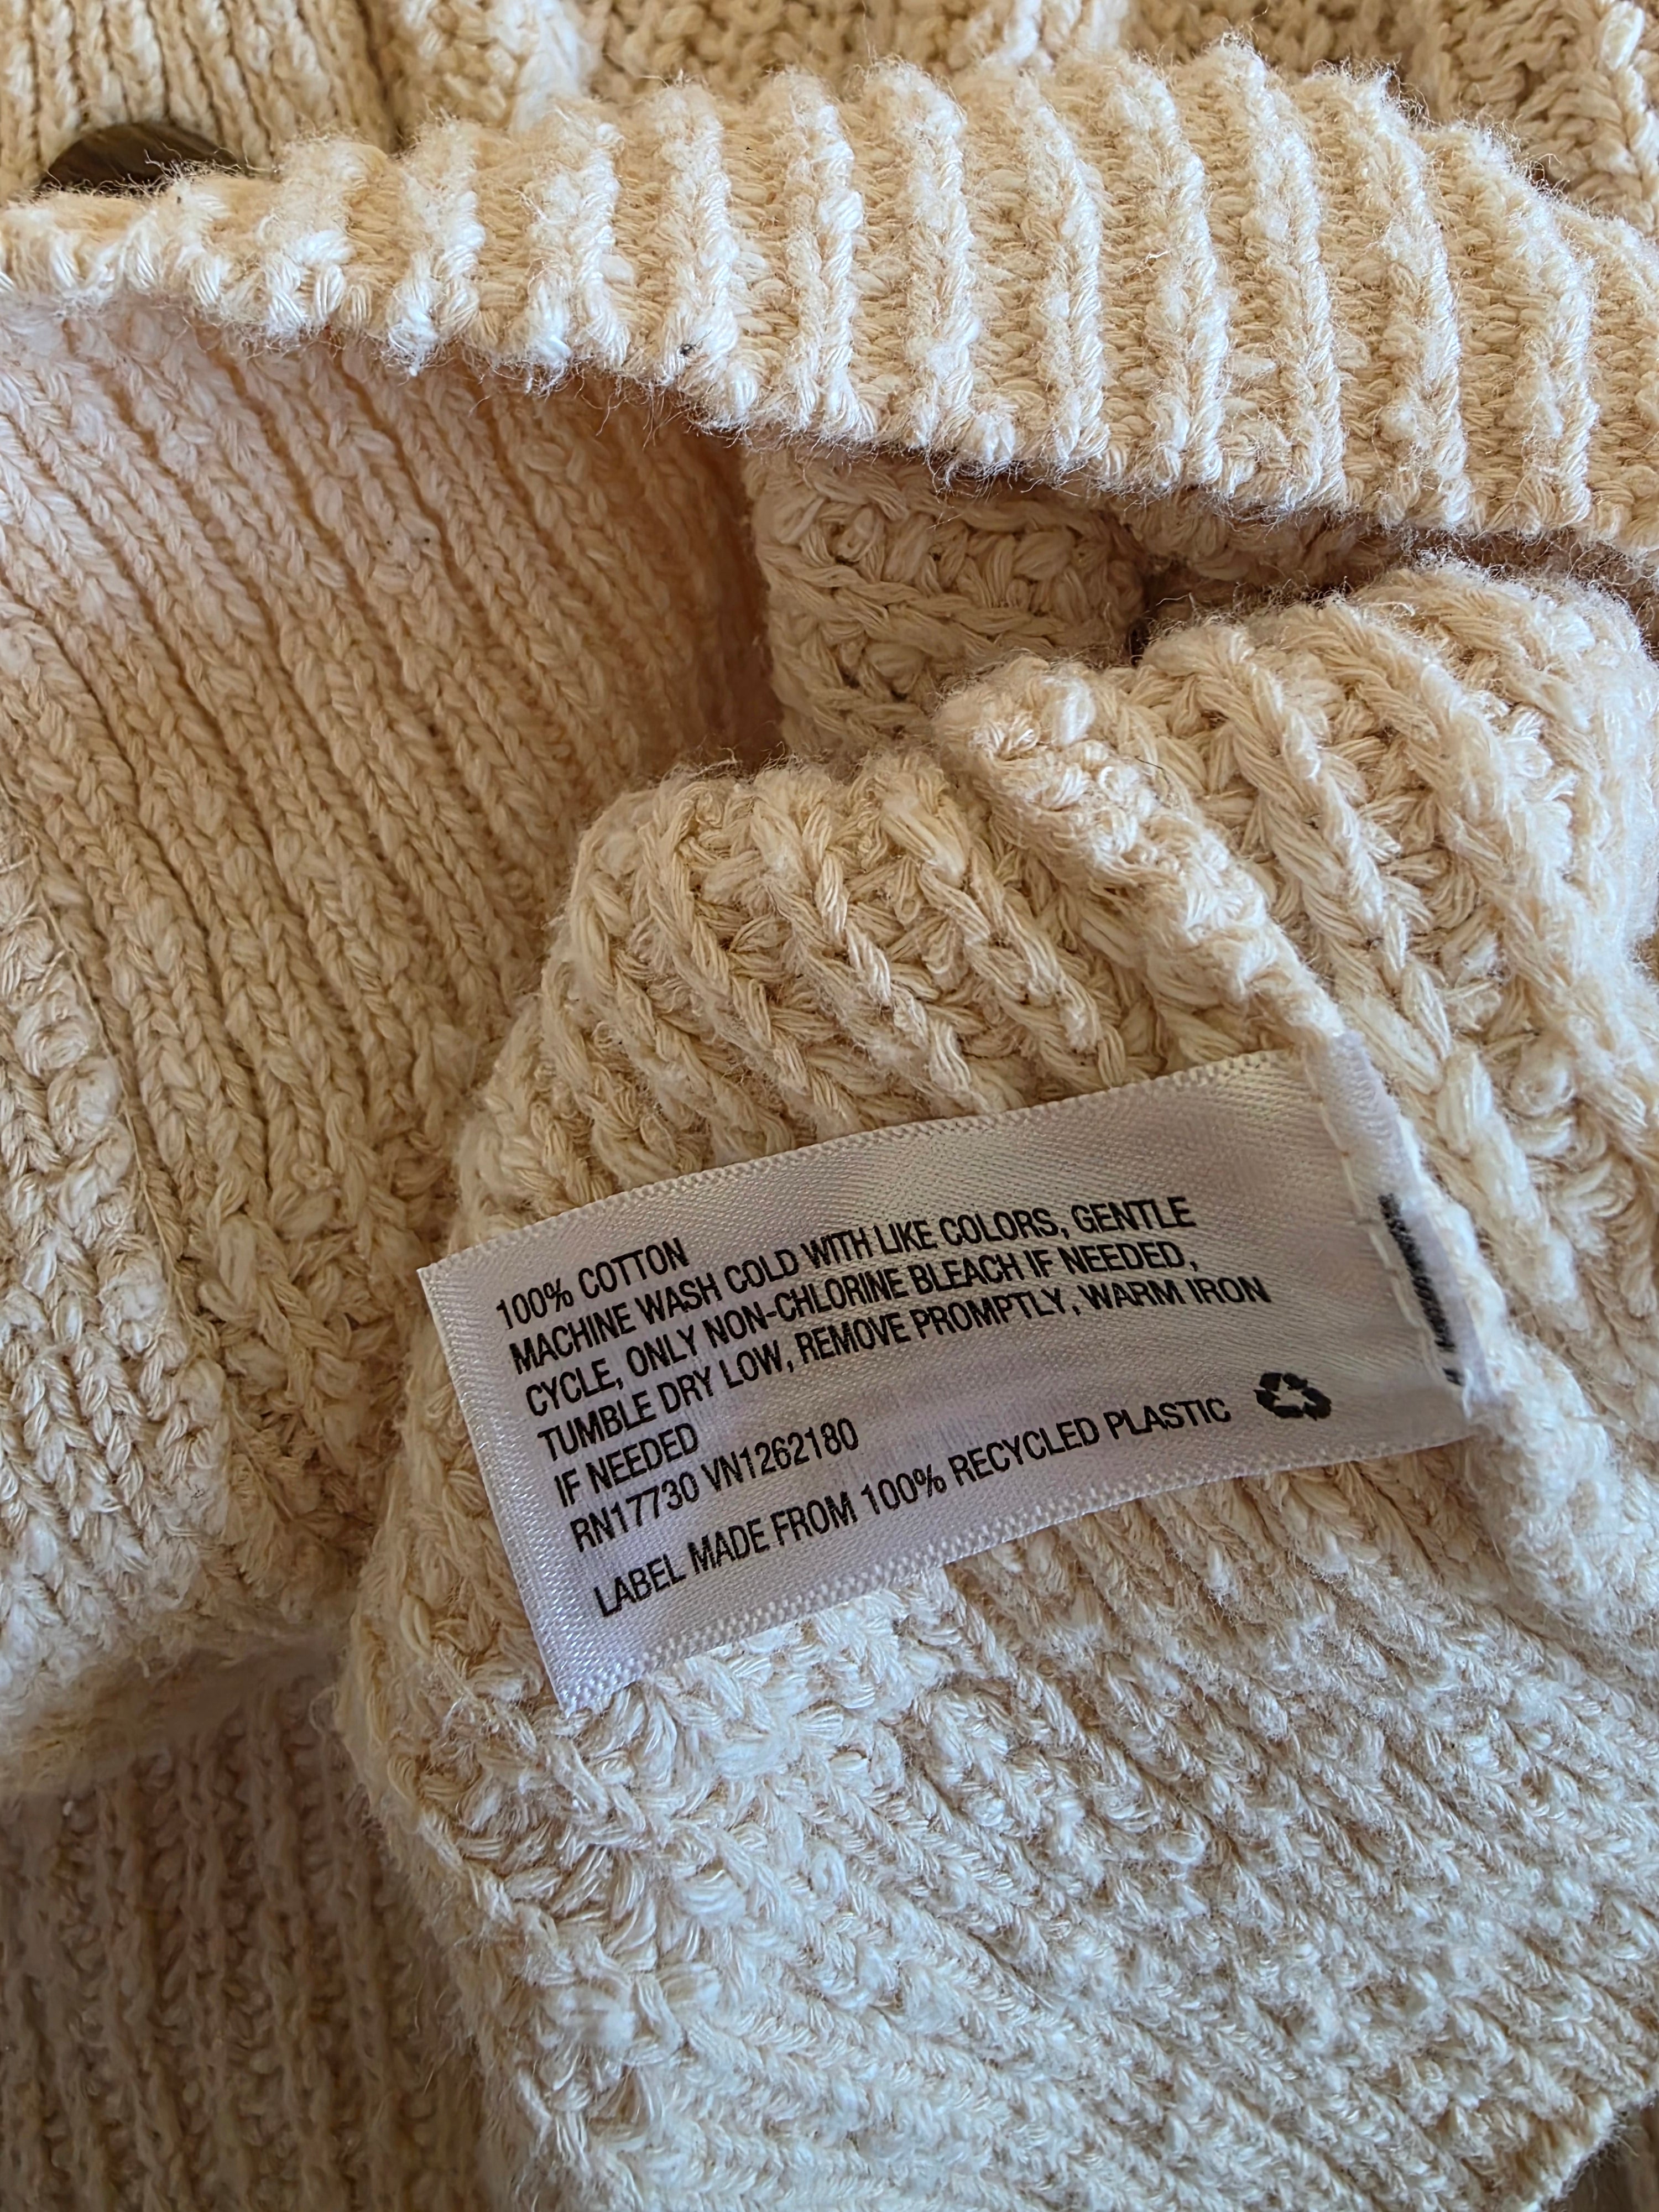 100% COTTON
MACHINE WASH COLD WITH LIKE COLORS, GENTLE
CYCLE, ONLY NON-CHLORINE BLEACH IF NEEDED,
TUMBLE DRY LOW, REMOVE PROMPTLY, WARM IRON
IF NEEDED
RN17730 VN1262180
LABEL MADE FROM 100% RECYCLED PLASTIC